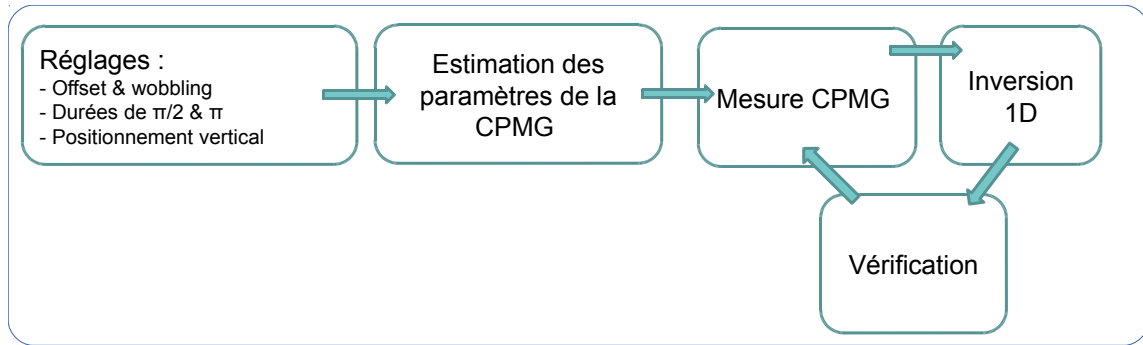 Réglages :
- Offset & wobbling
- Durées de π/2 & π
- Positionnement vertical
Estimation des
paramètres de la
CPMG
Mesure CPMG
Inversion
1D
Vérification